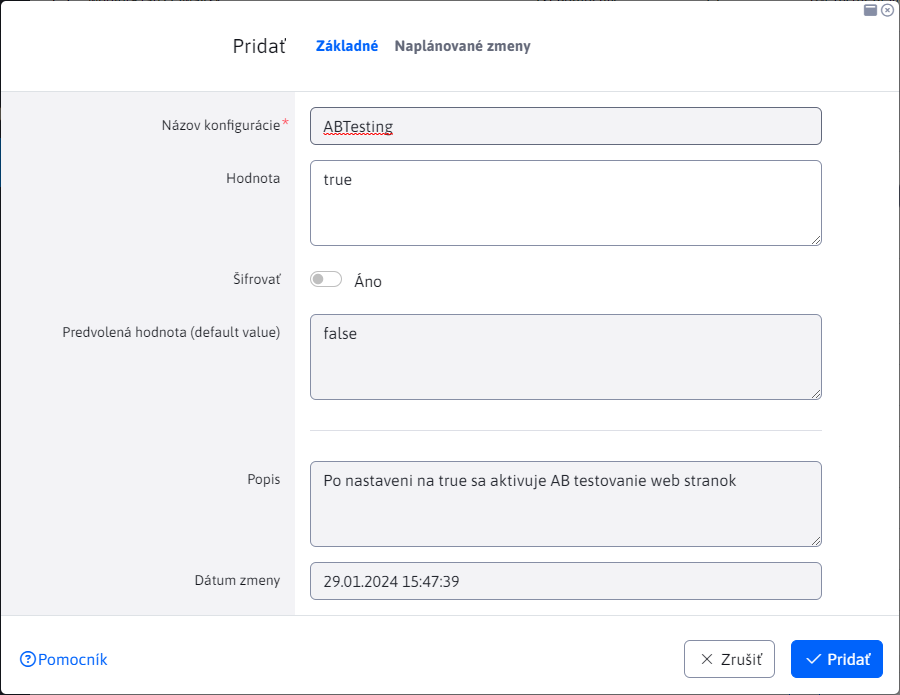 Pridať Základné Naplánované zmeny
Názov konfigurácie* ABTesting
Hodnota true
Šifrovať Áno
Predvolená hodnota (default value) false
Popis Po nastaveni na true sa aktivuje AB testovanie web stranok
Dátum zmeny 29.01.2024 15:47:39
Pomocník Zrušiť Pridať